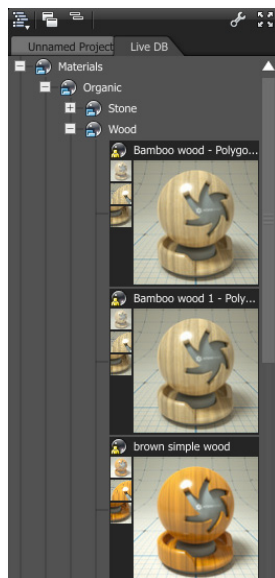 Unnamed Project
Live DB
Materials
Organic
Stone
Wood
Bamboo wood - Polygo...
Bamboo wood 1 - Poly...
brown simple wood